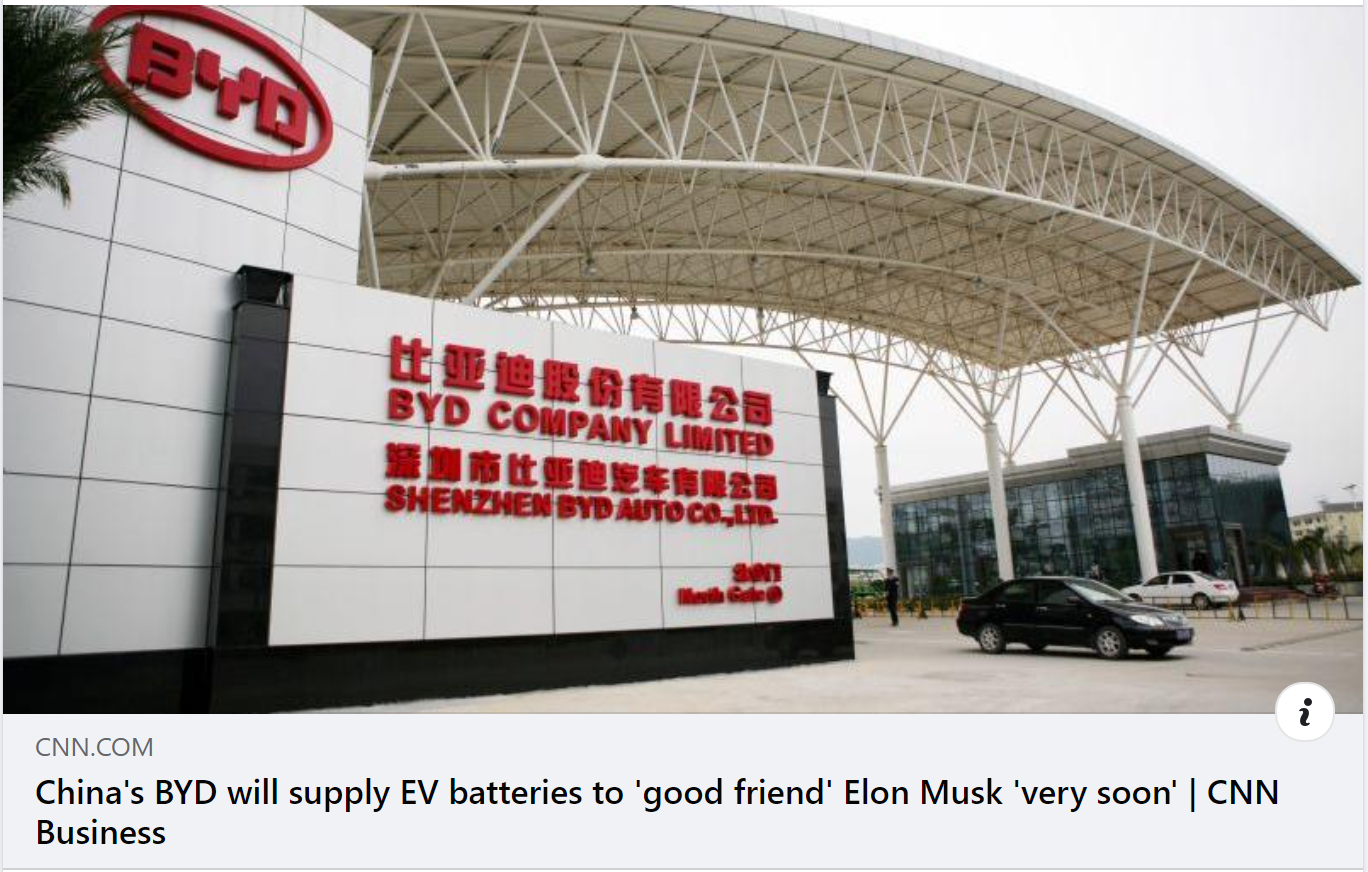 BYD
比亚迪股份有限公司
BYD COMPANY LIMITED
深圳市比亚迪汽车有限公司
SHENZHEN BYD AUTO CO.,LTD.
北门
North Gate
CNN.COM
China's BYD will supply EV batteries to 'good friend' Elon Musk 'very soon' | CNN
Business